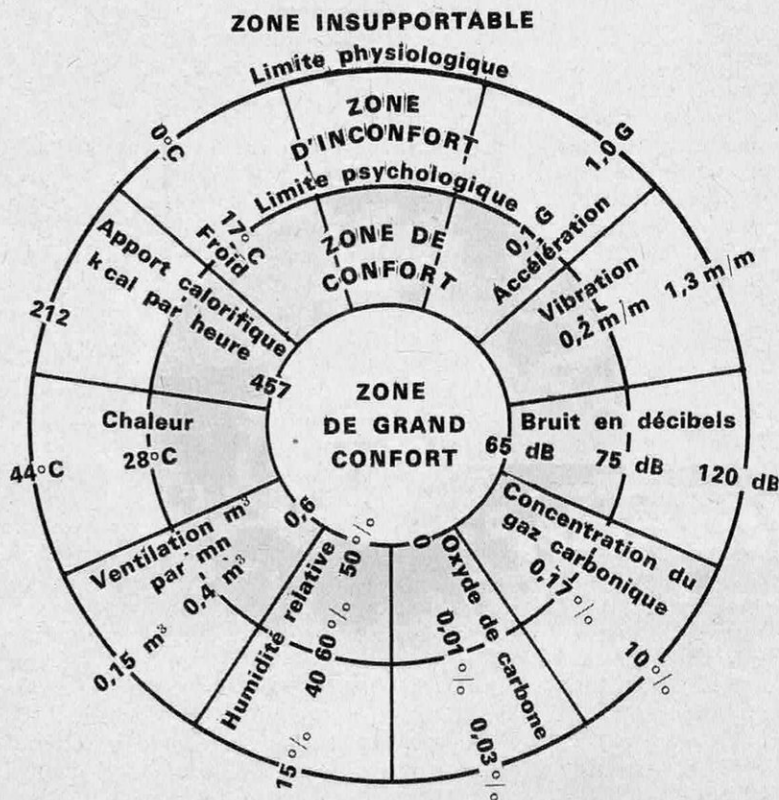 ZONE INSUPPORTABLE
Limite physiologique
ZONE
D'INCONFORT
Limite psychologique
ZONE DE
CONFORT
ZONE
DE GRAND
CONFORT
1,0 G
0,1 G
Accélération
Vibration
0,2 m/m
1,3 m/m
Bruit en décibels
65 dB
75 dB
120 dB
Concentration du
gaz carbonique
0,17 %
10 %
Oxyde de carbone
0
0,01 %
0,03 %
Humidité relative
50 %
40 60 %
15 %
Ventilation m³
par mn
0,6
0,4 m³
0,15 m³
Chaleur
28°C
44°C
Apport calorifique
k cal par heure
457
212
0°C
17° C
Froid